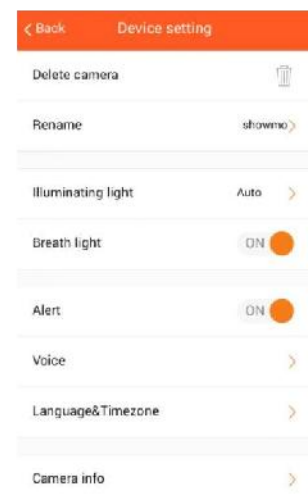 Back Device setting
Delete camera
Rename showmo
Illuminating light Auto
Breath light ON
Alert ON
Voice
Language&Timezone
Camera info